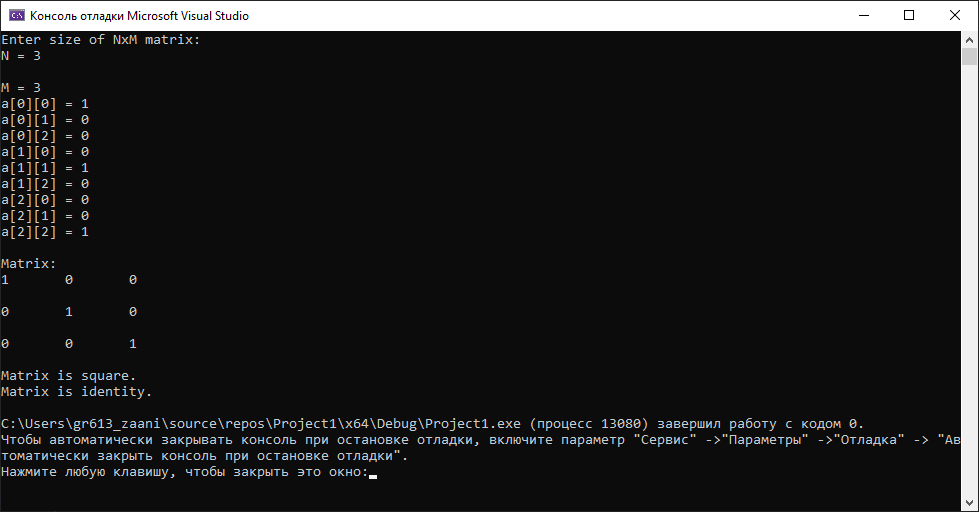 Консоль отладки Microsoft Visual Studio
Enter size of NxM matrix:
N = 3
M = 3
a[0][0] = 1
a[0][1] = 0
a[0][2] = 0
a[1][0] = 0
a[1][1] = 1
a[1][2] = 0
a[2][0] = 0
a[2][1] = 0
a[2][2] = 1
Matrix:
1 0 0
0 1 0
0 0 1
Matrix is square.
Matrix is identity.
C:\Users\gr613_zaani\source\repos\Project1\x64\Debug\Project1.exe (процесс 13080) завершил работу с кодом 0.
Чтобы автоматически закрывать консоль при остановке отладки, включите параметр "Сервис" ->"Параметры" ->"Отладка" -> "Ав
томатически закрыть консоль при остановке отладки".
Нажмите любую клавишу, чтобы закрыть это окно: